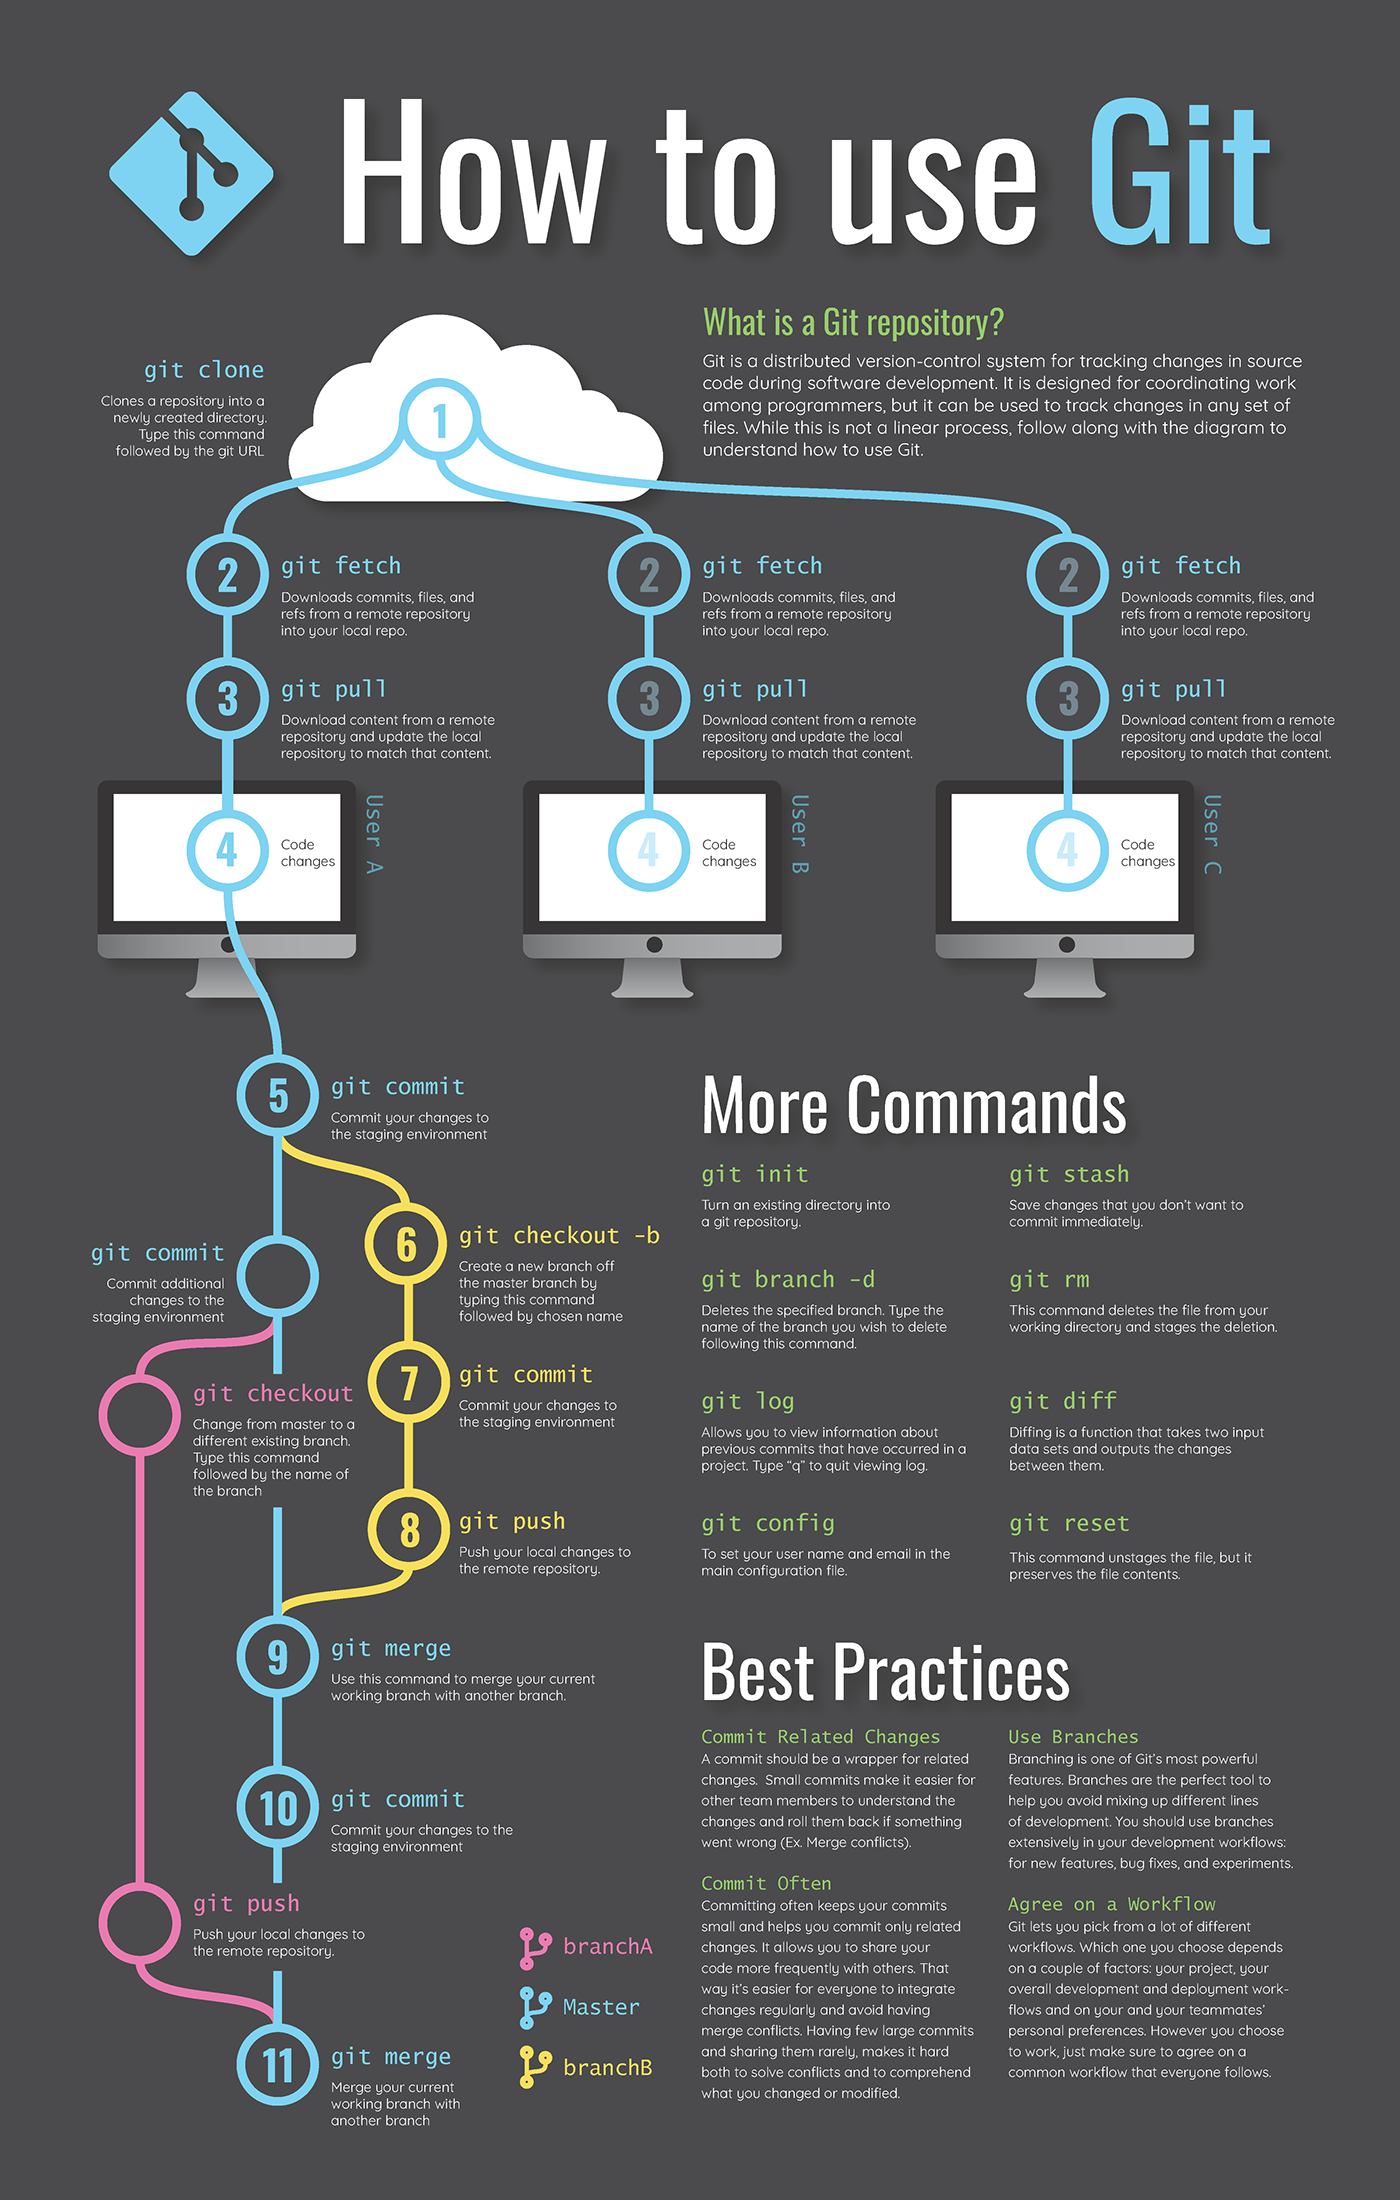 How to use Git
What is a Git repository?
Git is a distributed version-control system for tracking changes in source
code during software development. It is designed for coordinating work
among programmers, but it can be used to track changes in any set of
files. While this is not a linear process, follow along with the diagram to
understand how to use Git.
git clone
Clones a repository into a
newly created directory.
Type this command
followed by the git URL
1
2
git fetch
Downloads commits, files, and
refs from a remote repository
into your local repo.
2
git fetch
Downloads commits, files, and
refs from a remote repository
into your local repo.
2
git fetch
Downloads commits, files, and
refs from a remote repository
into your local repo.
3
git pull
Download content from a remote
repository and update the local
repository to match that content.
3
git pull
Download content from a remote
repository and update the local
repository to match that content.
3
git pull
Download content from a remote
repository and update the local
repository to match that content.
4
Code
changes
User A
4
Code
changes
User B
4
Code
changes
User C
5
git commit
Commit your changes to
the staging environment
6
git checkout -b
Create a new branch off
the master branch by
typing this command
followed by chosen name
git commit
Commit additional
changes to the
staging environment
7
git commit
Commit your changes to
the staging environment
git checkout
Change from master to a
different existing branch.
Type this command
followed by the name of
the branch
8
git push
Push your local changes to
the remote repository.
9
git merge
Use this command to merge your current
working branch with another branch.
10
git commit
Commit your changes to the
staging environment
git push
Push your local changes to
the remote repository.
11
git merge
Merge your current
working branch with
another branch
branchA
Master
branchB
More Commands
git init
Turn an existing directory into
a git repository.
git stash
Save changes that you don't want to
commit immediately.
git branch -d
Deletes the specified branch. Type the
name of the branch you wish to delete
following this command.
git rm
This command deletes the file from your
working directory and stages the deletion.
git log
Allows you to view information about
previous commits that have occurred in a
project. Type “q” to quit viewing log.
git diff
Diffing is a function that takes two input
data sets and outputs the changes
between them.
git config
To set your user name and email in the
main configuration file.
git reset
This command unstages the file, but it
preserves the file contents.
Best Practices
Commit Related Changes
A commit should be a wrapper for related
changes. Small commits make it easier for
other team members to understand the
changes and roll them back if something
went wrong (Ex. Merge conflicts).
Commit Often
Committing often keeps your commits
small and helps you commit only related
changes. It allows you to share your
code more frequently with others. That
way it's easier for everyone to integrate
changes regularly and avoid having
merge conflicts. Having few large commits
and sharing them rarely, makes it hard
both to solve conflicts and to comprehend
what you changed or modified.
Use Branches
Branching is one of Git's most powerful
features. Branches are the perfect tool to
help you avoid mixing up different lines
of development. You should use branches
extensively in your development workflows:
for new features, bug fixes, and experiments.
Agree on a Workflow
Git lets you pick from a lot of different
workflows. Which one you choose depends
on a couple of factors: your project, your
overall development and deployment work-
flows and on your and your teammates'
personal preferences. However you choose
to work, just make sure to agree on a
common workflow that everyone follows.